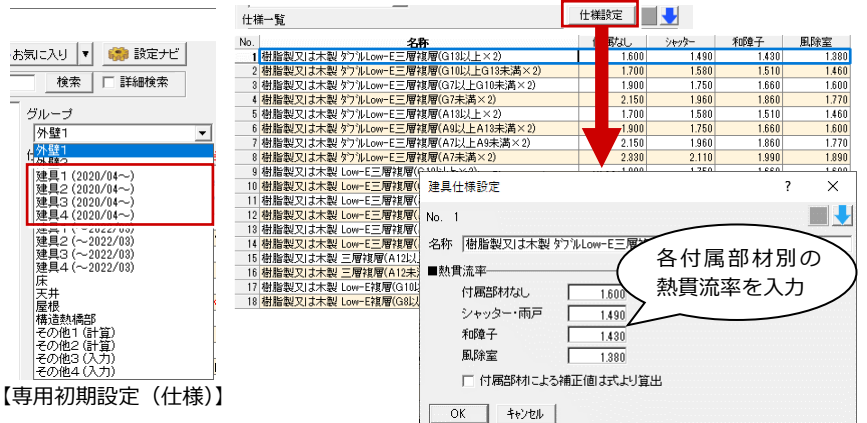 お気に入り
設定ナビ
検索
詳細検索
グループ
外壁1
外壁1
外壁2
建具1 (2020/04～)
建具2 (2020/04～)
建具3 (2020/04～)
建具4 (2020/04～)
建具1 (～2022/03)
建具2 (～2022/03)
建具3 (～2022/03)
建具4 (～2022/03)
床
天井
屋根
構造熱橋部
その他1 (計算)
その他2 (計算)
その他3 (入力)
その他4 (入力)
【専用初期設定（仕様）】
仕様一覧
仕様設定
No. 名称 付属なし シャッター 和障子 風除室
1 樹脂製又は木製 ダブルLow-E三層複層(G13以上×2) 1.600 1.490 1.430 1.380
2 樹脂製又は木製 ダブルLow-E三層複層(G10以上G13未満×2) 1.700 1.580 1.510 1.460
3 樹脂製又は木製 ダブルLow-E三層複層(G7以上G10未満×2) 1.900 1.750 1.660 1.600
4 樹脂製又は木製 ダブルLow-E三層複層(G7未満×2) 2.150 1.960 1.860 1.770
5 樹脂製又は木製 ダブルLow-E三層複層(A13以上×2) 1.700 1.580 1.510 1.460
6 樹脂製又は木製 ダブルLow-E三層複層(A9以上A13未満×2) 1.900 1.750 1.660 1.600
7 樹脂製又は木製 ダブルLow-E三層複層(A7以上A9未満×2) 2.150 1.960 1.860 1.770
8 樹脂製又は木製 ダブルLow-E三層複層(A7未満×2) 2.330 2.110 1.990 1.890
9 樹脂製又は木製 Low-E三層複層(
10 樹脂製又は木製 Low-E三層複層(
11 樹脂製又は木製 Low-E三層複層(
12 樹脂製又は木製 Low-E三層複層(
13 樹脂製又は木製 Low-E三層複層(
14 樹脂製又は木製 Low-E三層複層(
15 樹脂製又は木製 三層複層(A12以上
16 樹脂製又は木製 三層複層(A12未
17 樹脂製又は木製 Low-E複層(G10以
18 樹脂製又は木製 Low-E複層(G8以
建具仕様設定 ? ×
No. 1
名称 樹脂製又は木製 ダブルLow-E三層
■熱貫流率
付属部材なし 1.600
シャッター・雨戸 1.490
和障子 1.430
風除室 1.380
付属部材による補正値は式より算出
OK キャンセル
各付属部材別の
熱貫流率を入力